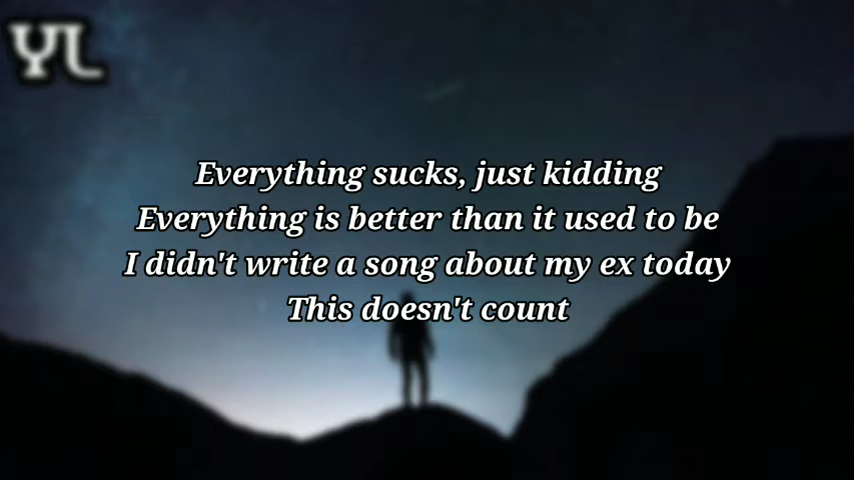 YL
Everything sucks, just kidding
Everything is better than it used to be
I didn't write a song about my ex today
This doesn't count